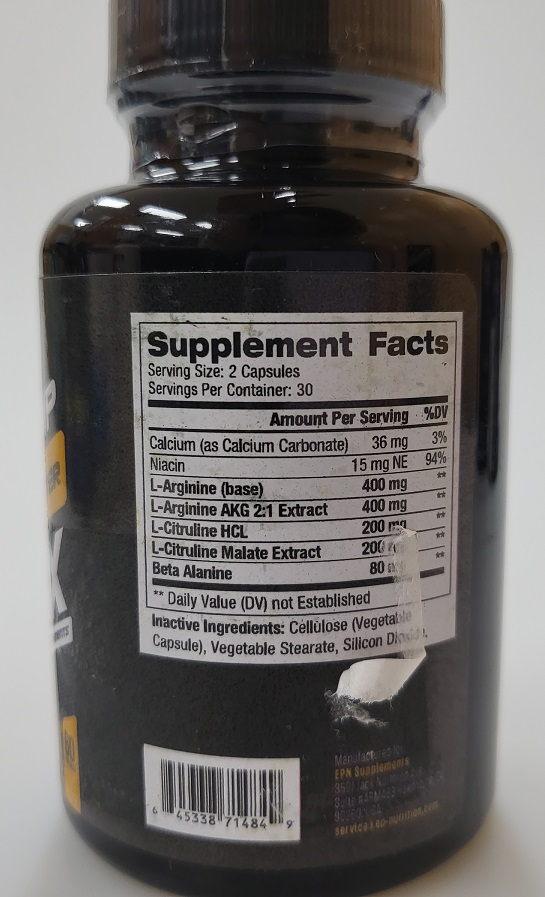 Supplement Facts
Serving Size: 2 Capsules
Servings Per Container: 30
Amount Per Serving %DV
Calcium (as Calcium Carbonate) 36 mg 3%
Niacin 15 mg NE 94%
L-Arginine (base) 400 mg **
L-Arginine AKG 2:1 Extract 400 mg **
L-Citruline HCL 200 mg **
L-Citruline Malate Extract 200 **
Beta Alanine 80 **
** Daily Value (DV) not Established
Inactive Ingredients: Cellulose (Vegetable
Capsule), Vegetable Stearate, Silicon
X
60
6 45338 71484 9
Manufactured for
EPN Supplements